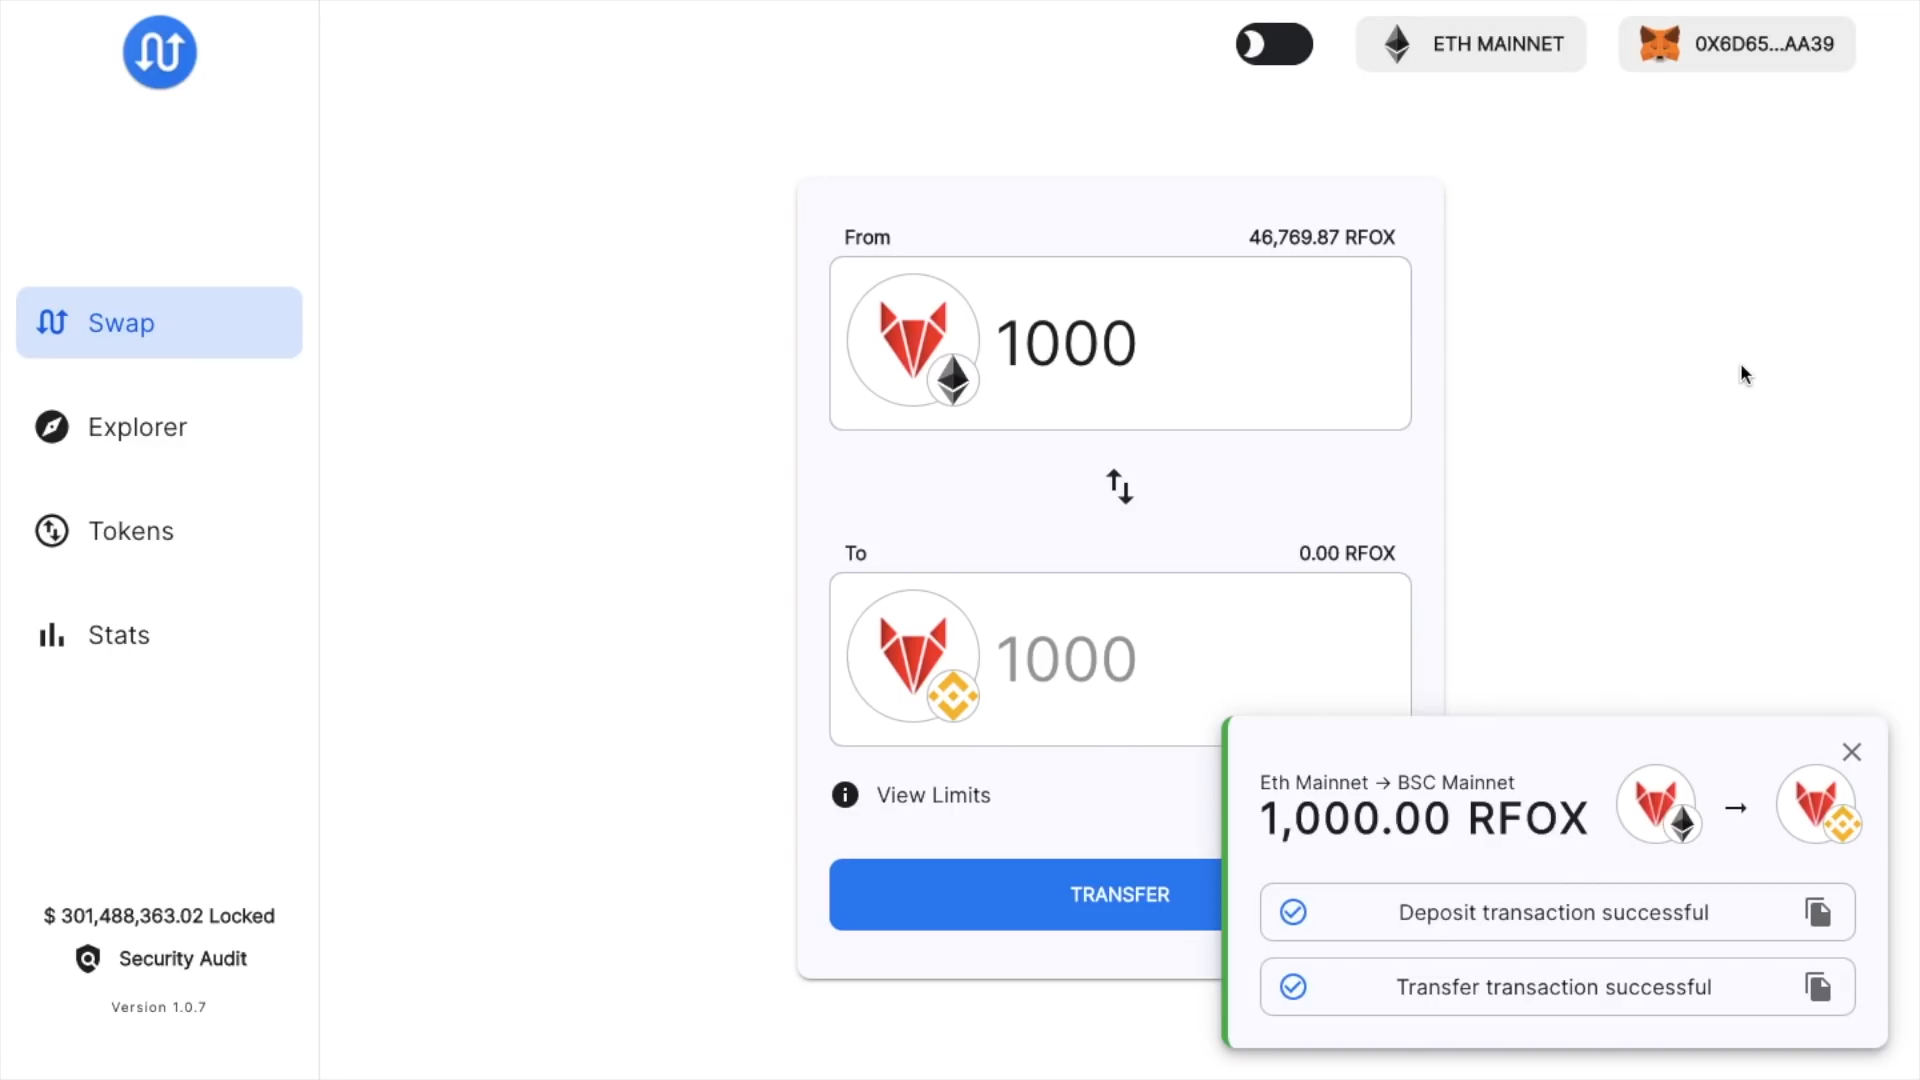 ETH MAINNET
0X6D65...AA39
Swap
Explorer
Tokens
Stats
$ 301,488,363.02 Locked
Security Audit
Version 1.0.7
From
46,769.87 RFOX
1000
To
0.00 RFOX
1000
View Limits
TRANSFER
Eth Mainnet → BSC Mainnet
1,000.00 RFOX
Deposit transaction successful
Transfer transaction successful